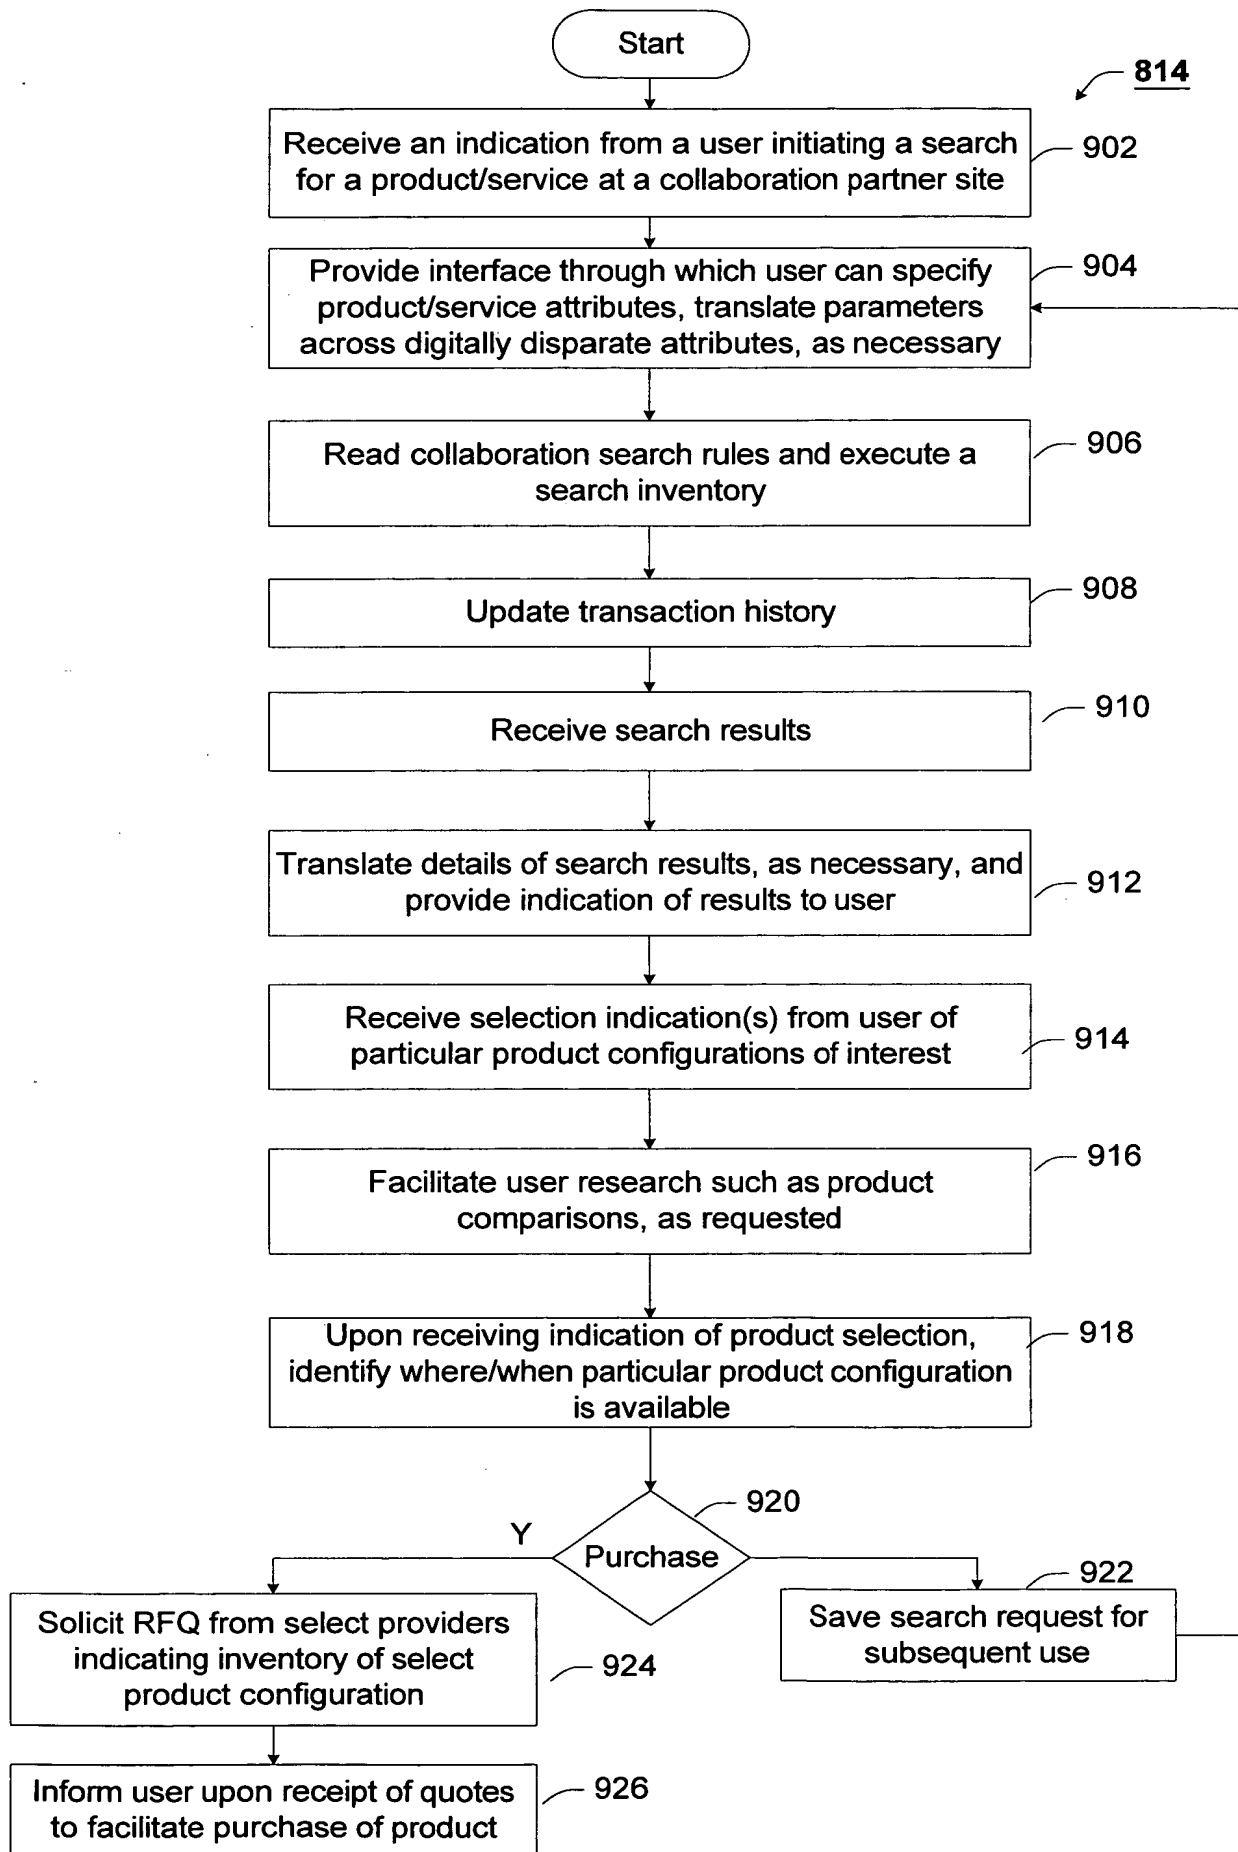 Start
814
Receive an indication from a user initiating a search
for a product/service at a collaboration partner site
902
Provide interface through which user can specify
product/service attributes, translate parameters
across digitally disparate attributes, as necessary
904
Read collaboration search rules and execute a
search inventory
906
Update transaction history
908
Receive search results
910
Translate details of search results, as necessary, and
provide indication of results to user
912
Receive selection indication(s) from user of
particular product configurations of interest
914
Facilitate user research such as product
comparisons, as requested
916
Upon receiving indication of product selection,
identify where/when particular product configuration
is available
918
Purchase
920
Y
Save search request for
subsequent use
922
Solicit RFQ from select providers
indicating inventory of select
product configuration
924
Inform user upon receipt of quotes
to facilitate purchase of product
926